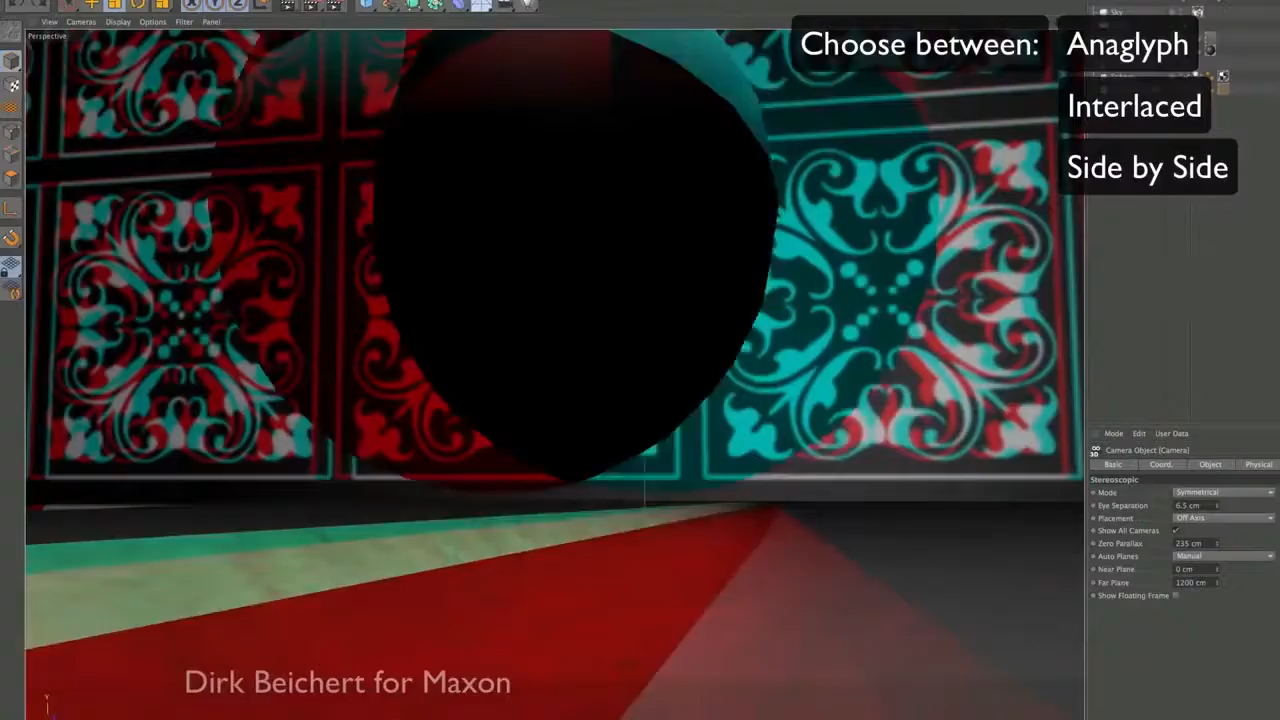 View Cameras Display Options Filter Panel
Perspective
Choose between: Anaglyph
Interlaced
Side by Side
Sky
Mode Edit User Data
Camera Object [Camera]
Basic Coord. Object Physical
Stereoscopic
Mode Symmetrical
Eye Separation 6.5 cm
Placement Off Axis
Show All Cameras
Zero Parallax 235 cm
Auto Planes Manual
Near Plane 0 cm
Far Plane 1200 cm
Show Floating Frame
Dirk Beichert for Maxon
Y